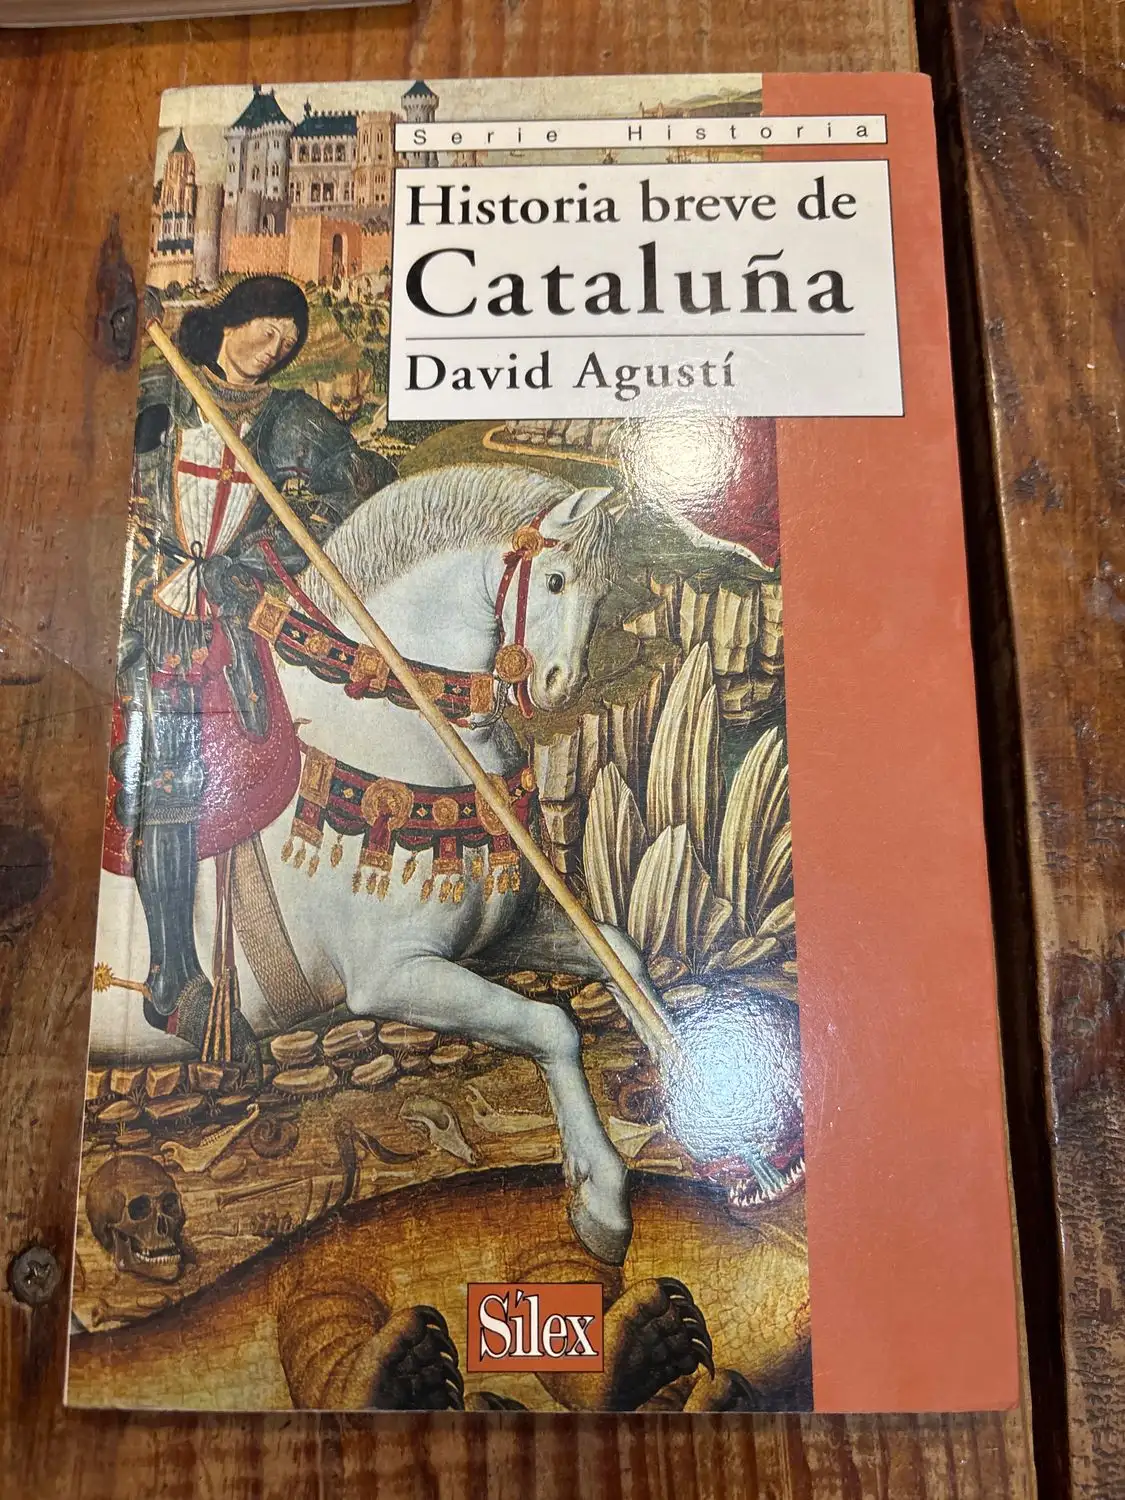 Serie Historia
Historia breve de
Cataluña
David Agustí
Sílex